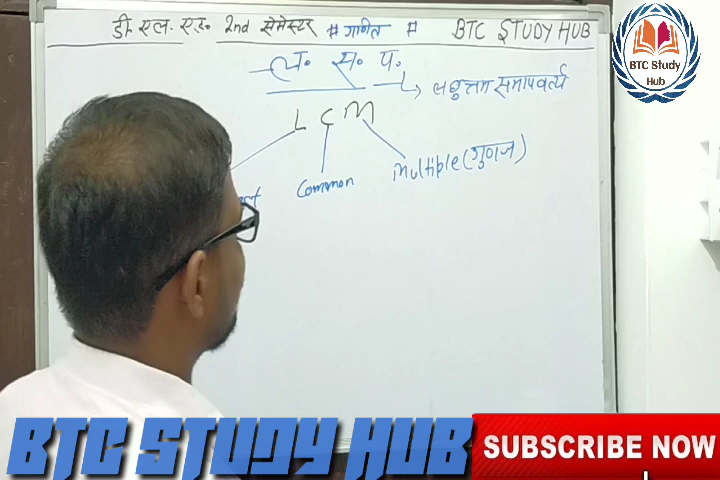 डी. एल. एड. 2nd सेमेस्टर # गणित # BTC STUDY HUB
BTC Study
Hub
ल. स. प.
लघुत्तम समापवर्त्य
L C M
Common Multiple (गुणज)
BTC STUDY HUB
SUBSCRIBE NOW